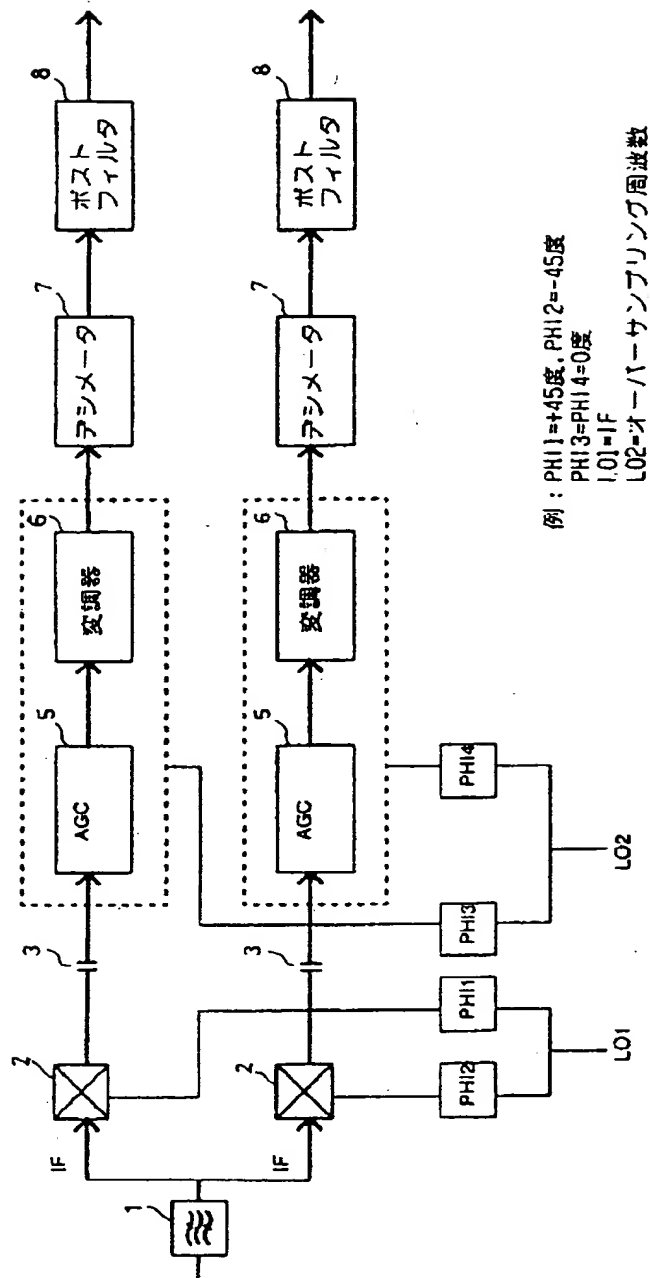 1
IF
2
3
AGC
5
変調器
6
デシメータ
7
ポスト
フィルタ
8
IF
2
3
AGC
5
変調器
6
デシメータ
7
ポスト
フィルタ
8
PHI2
PHI1
PHI3
PHI4
LO1
LO2
例：PHI1=+45度，PHI2=-45度
PHI3=PHI4=0度
LO1=IF
LO2=オーバーサンプリング周波数